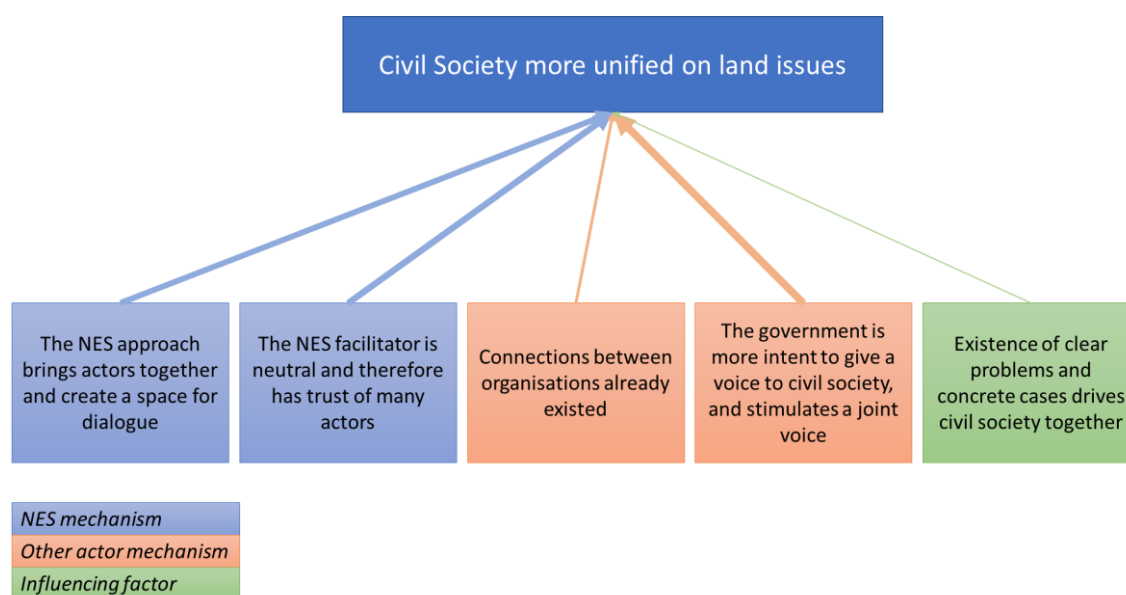 Civil Society more unified on land issues
The NES approach
brings actors together
and create a space for
dialogue
The NES facilitator is
neutral and therefore
has trust of many
actors
Connections between
organisations already
existed
The government is
more intent to give a
voice to civil society,
and stimulates a joint
voice
Existence of clear
problems and
concrete cases drives
civil society together
NES mechanism
Other actor mechanism
Influencing factor